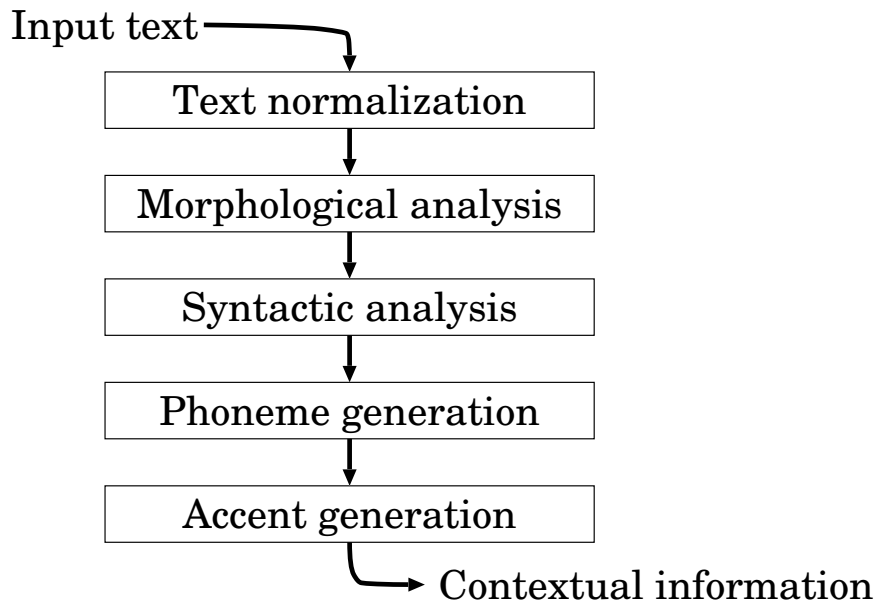 Input text
Text normalization
Morphological analysis
Syntactic analysis
Phoneme generation
Accent generation
Contextual information